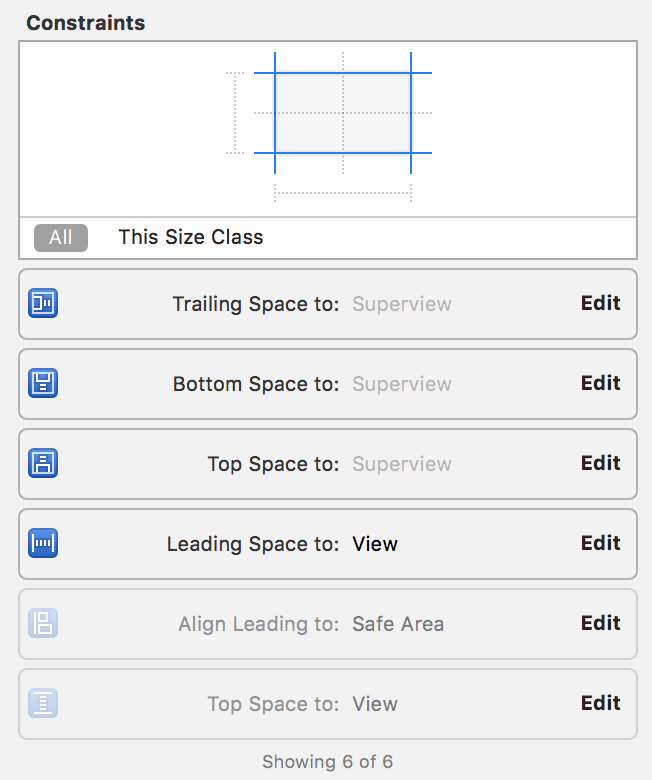 Constraints
All This Size Class
Trailing Space to: Superview Edit
Bottom Space to: Superview Edit
Top Space to: Superview Edit
Leading Space to: View Edit
Align Leading to: Safe Area Edit
Top Space to: View Edit
Showing 6 of 6